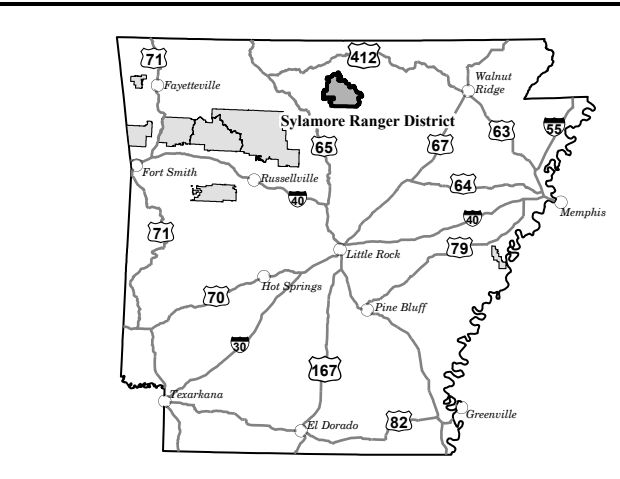 71
412
Fayetteville
Walnut
Ridge
Sylamore Ranger District
65
67
63
55
Fort Smith
Russellville
40
64
40
Memphis
71
79
Little Rock
Hot Springs
70
Pine Bluff
30
167
Texarkana
El Dorado
82
Greenville